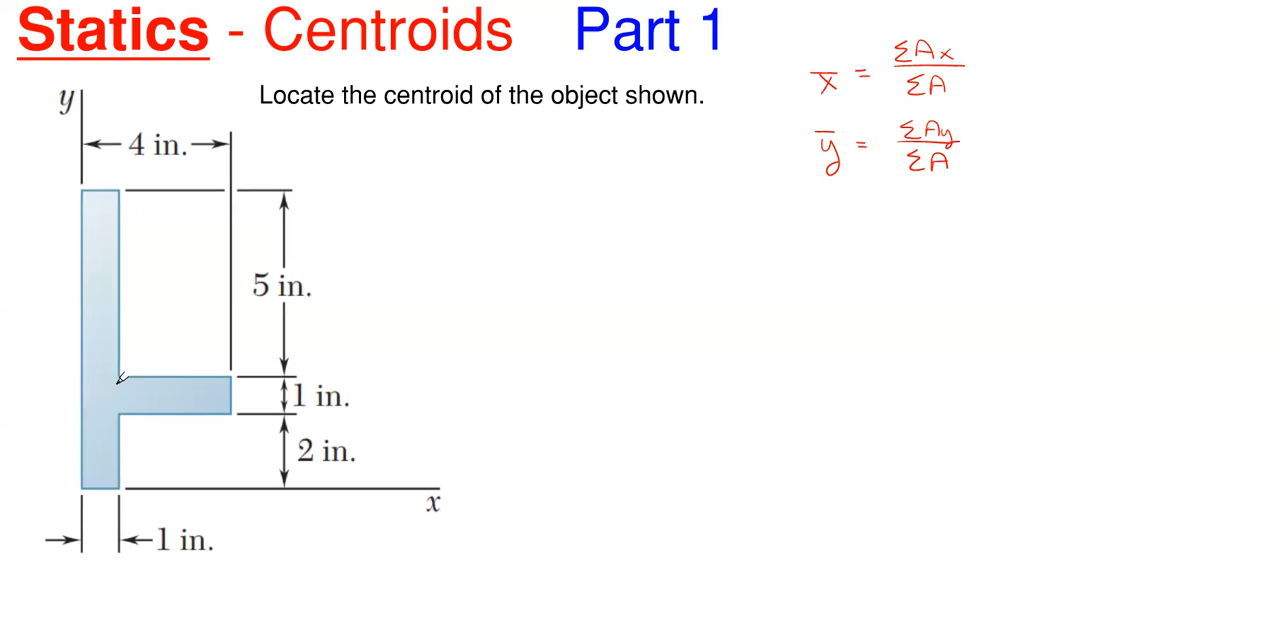 Statics - Centroids Part 1
Locate the centroid of the object shown.
x̄ = ΣAx / ΣA
ȳ = ΣAy / ΣA
y
4 in.
5 in.
1 in.
2 in.
x
1 in.